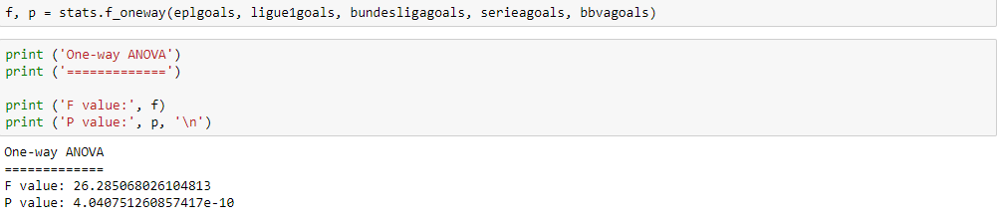 f, p = stats.f_oneway(eplgoals, ligue1goals, bundesligagoals, serieagoals, bbvagoals)
print ('One-way ANOVA')
print ('=============')
print ('F value:', f)
print ('P value:', p, '\n')
One-way ANOVA
=============
F value: 26.285068026104813
P value: 4.040751260857417e-10